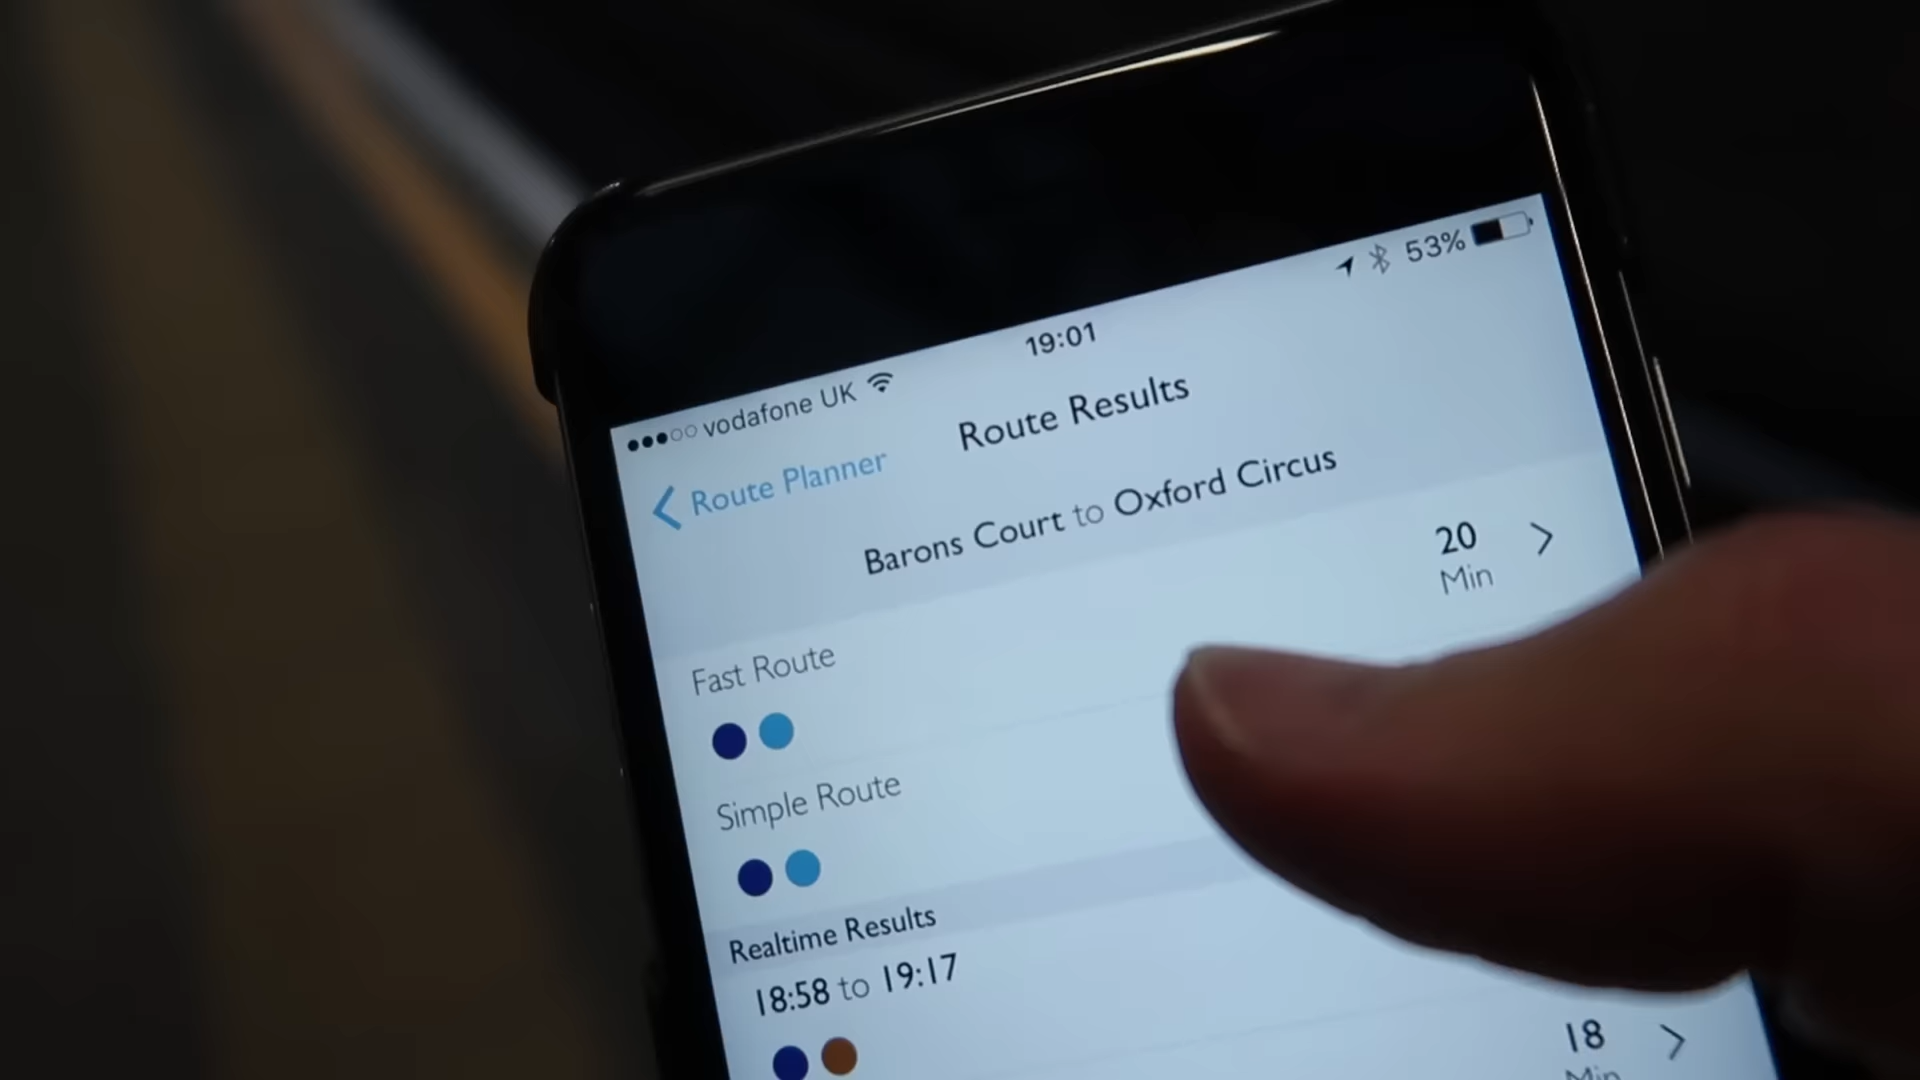 vodafone UK 19:01 53%
Route Planner Route Results
Barons Court to Oxford Circus
Fast Route 20
Min
Simple Route
Realtime Results
18:58 to 19:17
18
Min